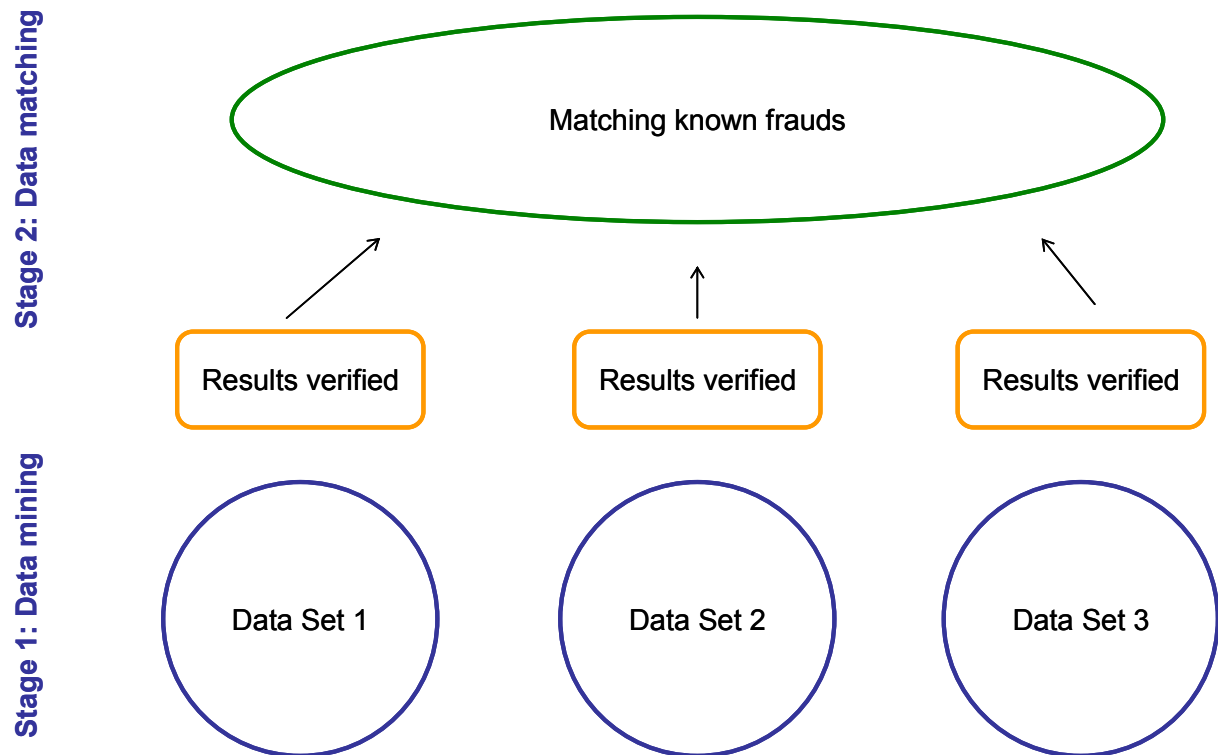 Stage 2: Data matching
Matching known frauds
Results verified
Results verified
Results verified
Stage 1: Data mining
Data Set 1
Data Set 2
Data Set 3